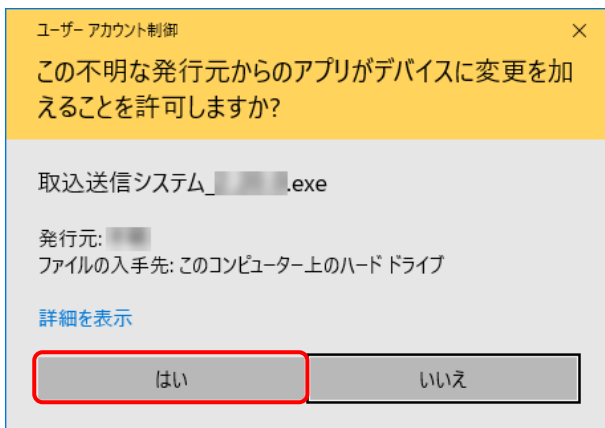 ユーザー アカウント制御
この不明な発行元からのアプリがデバイスに変更を加
えることを許可しますか?
取込送信システム_ .exe
発行元:
ファイルの入手先: このコンピューター上のハード ドライブ
詳細を表示
はい いいえ